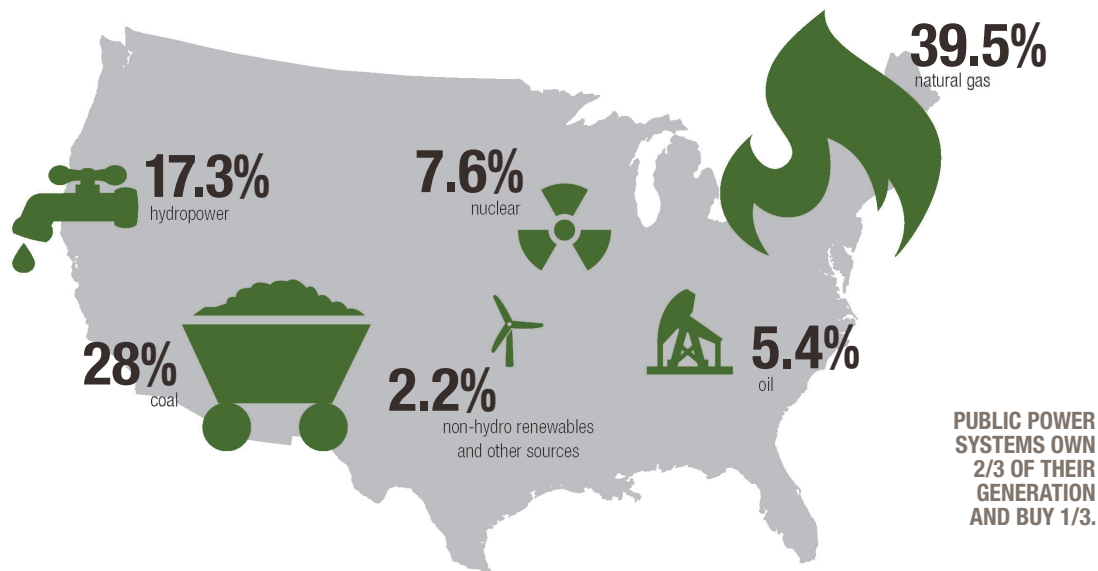 39.5%
natural gas
17.3%
hydropower
7.6%
nuclear
28%
coal
2.2%
non-hydro renewables
and other sources
5.4%
oil
PUBLIC POWER
SYSTEMS OWN
2/3 OF THEIR
GENERATION
AND BUY 1/3.